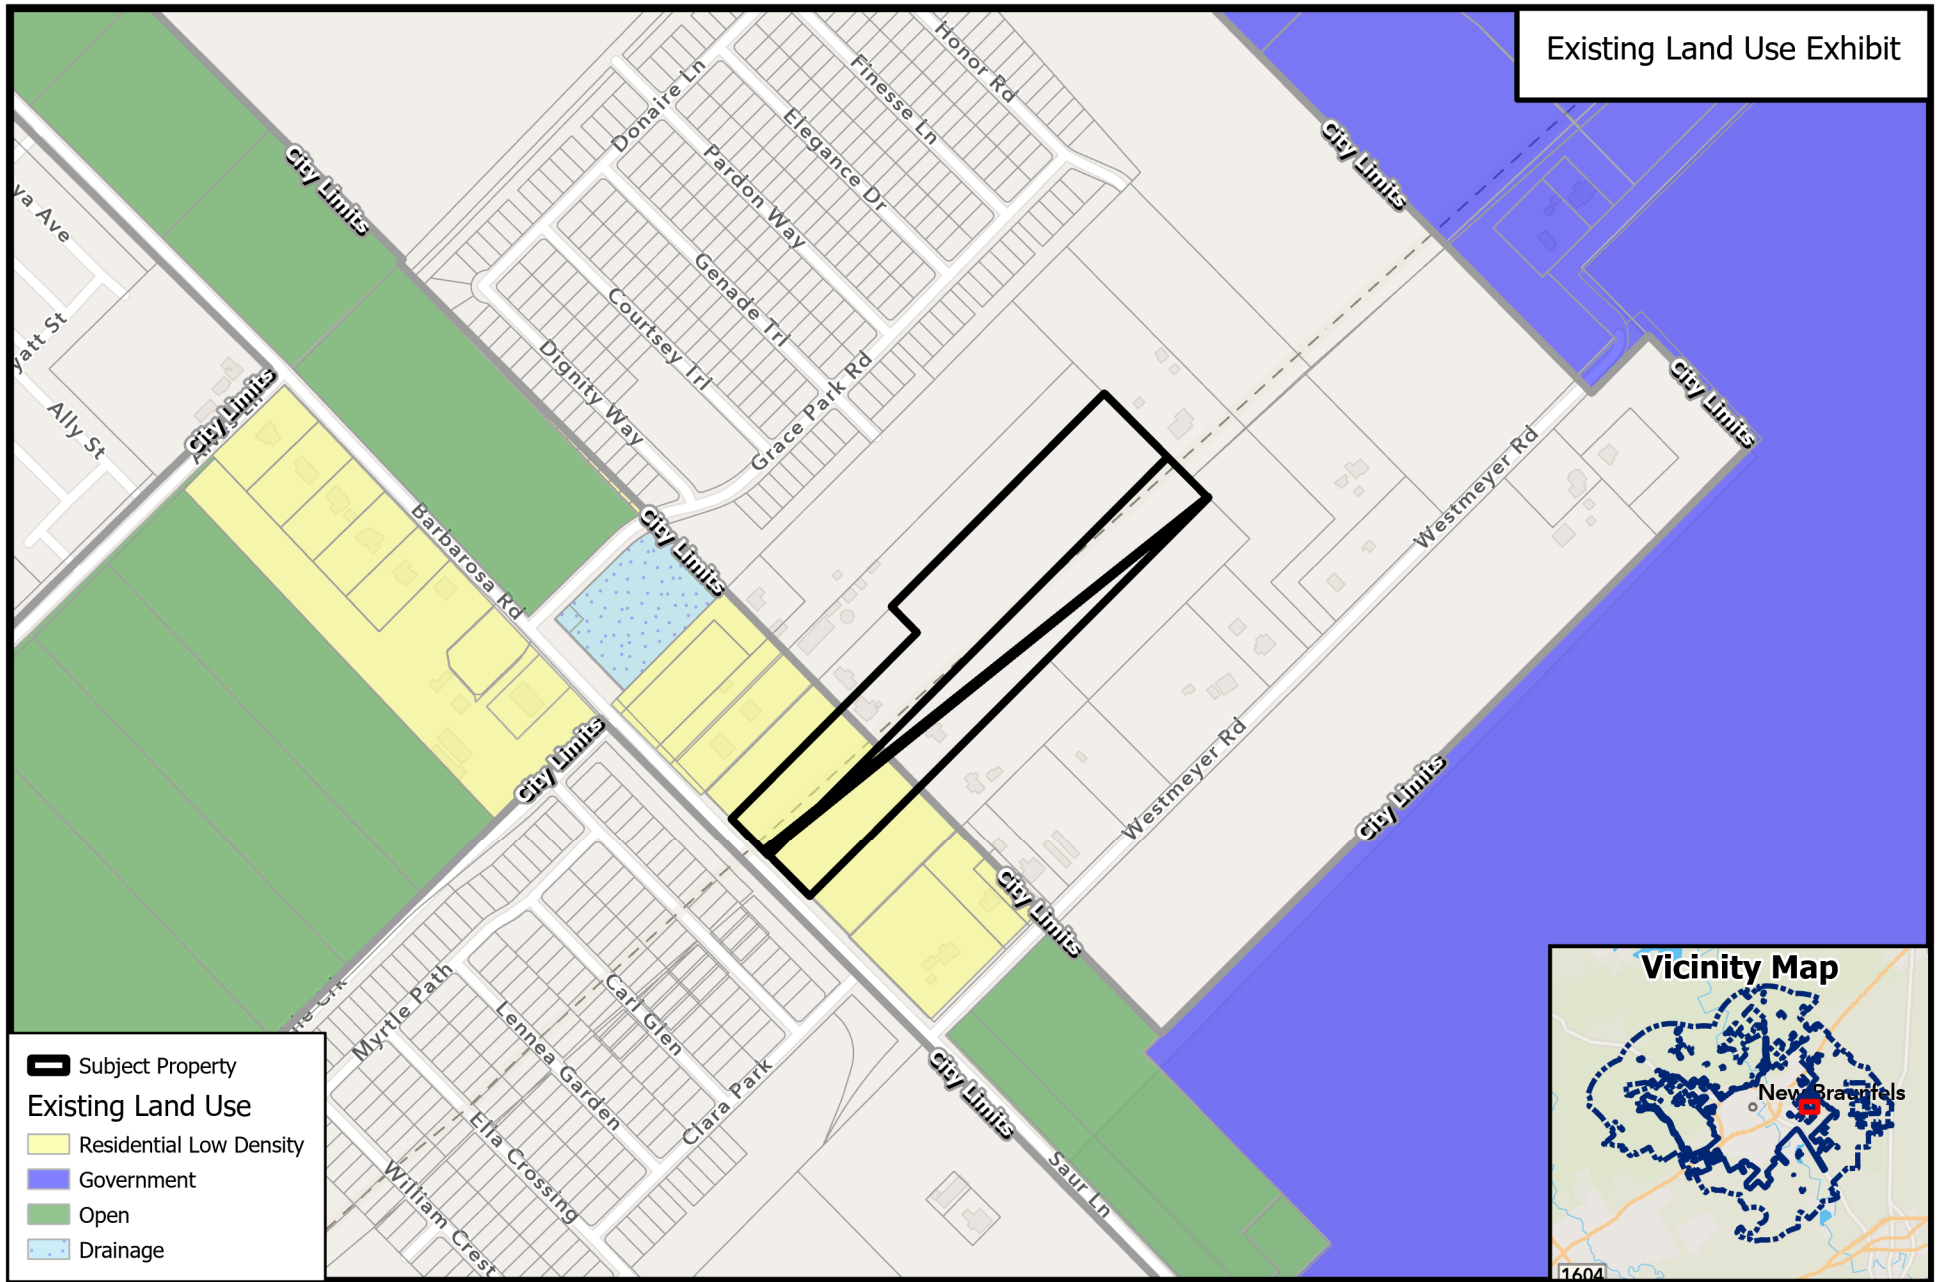 Existing Land Use Exhibit
Honor Rd
Finesse Ln
Donaire Ln
Elegance Dr
Pardon Way
City Limits
City Limits
Genade Trl
Courtsey Trl
Dignity Way
Grace Park Rd
City Limits
Ally St
City Limits
Barbarosa Rd
City Limits
Westmeyer Rd
City Limits
Westmeyer Rd
City Limits
City Limits
Myrtle Path
Carl Glen
Lennea Garden
Clara Park
Ella Crossing
William Crest
City Limits
Saur Ln
Subject Property
Existing Land Use
Residential Low Density
Government
Open
Drainage
Vicinity Map
New Braunfels
1604